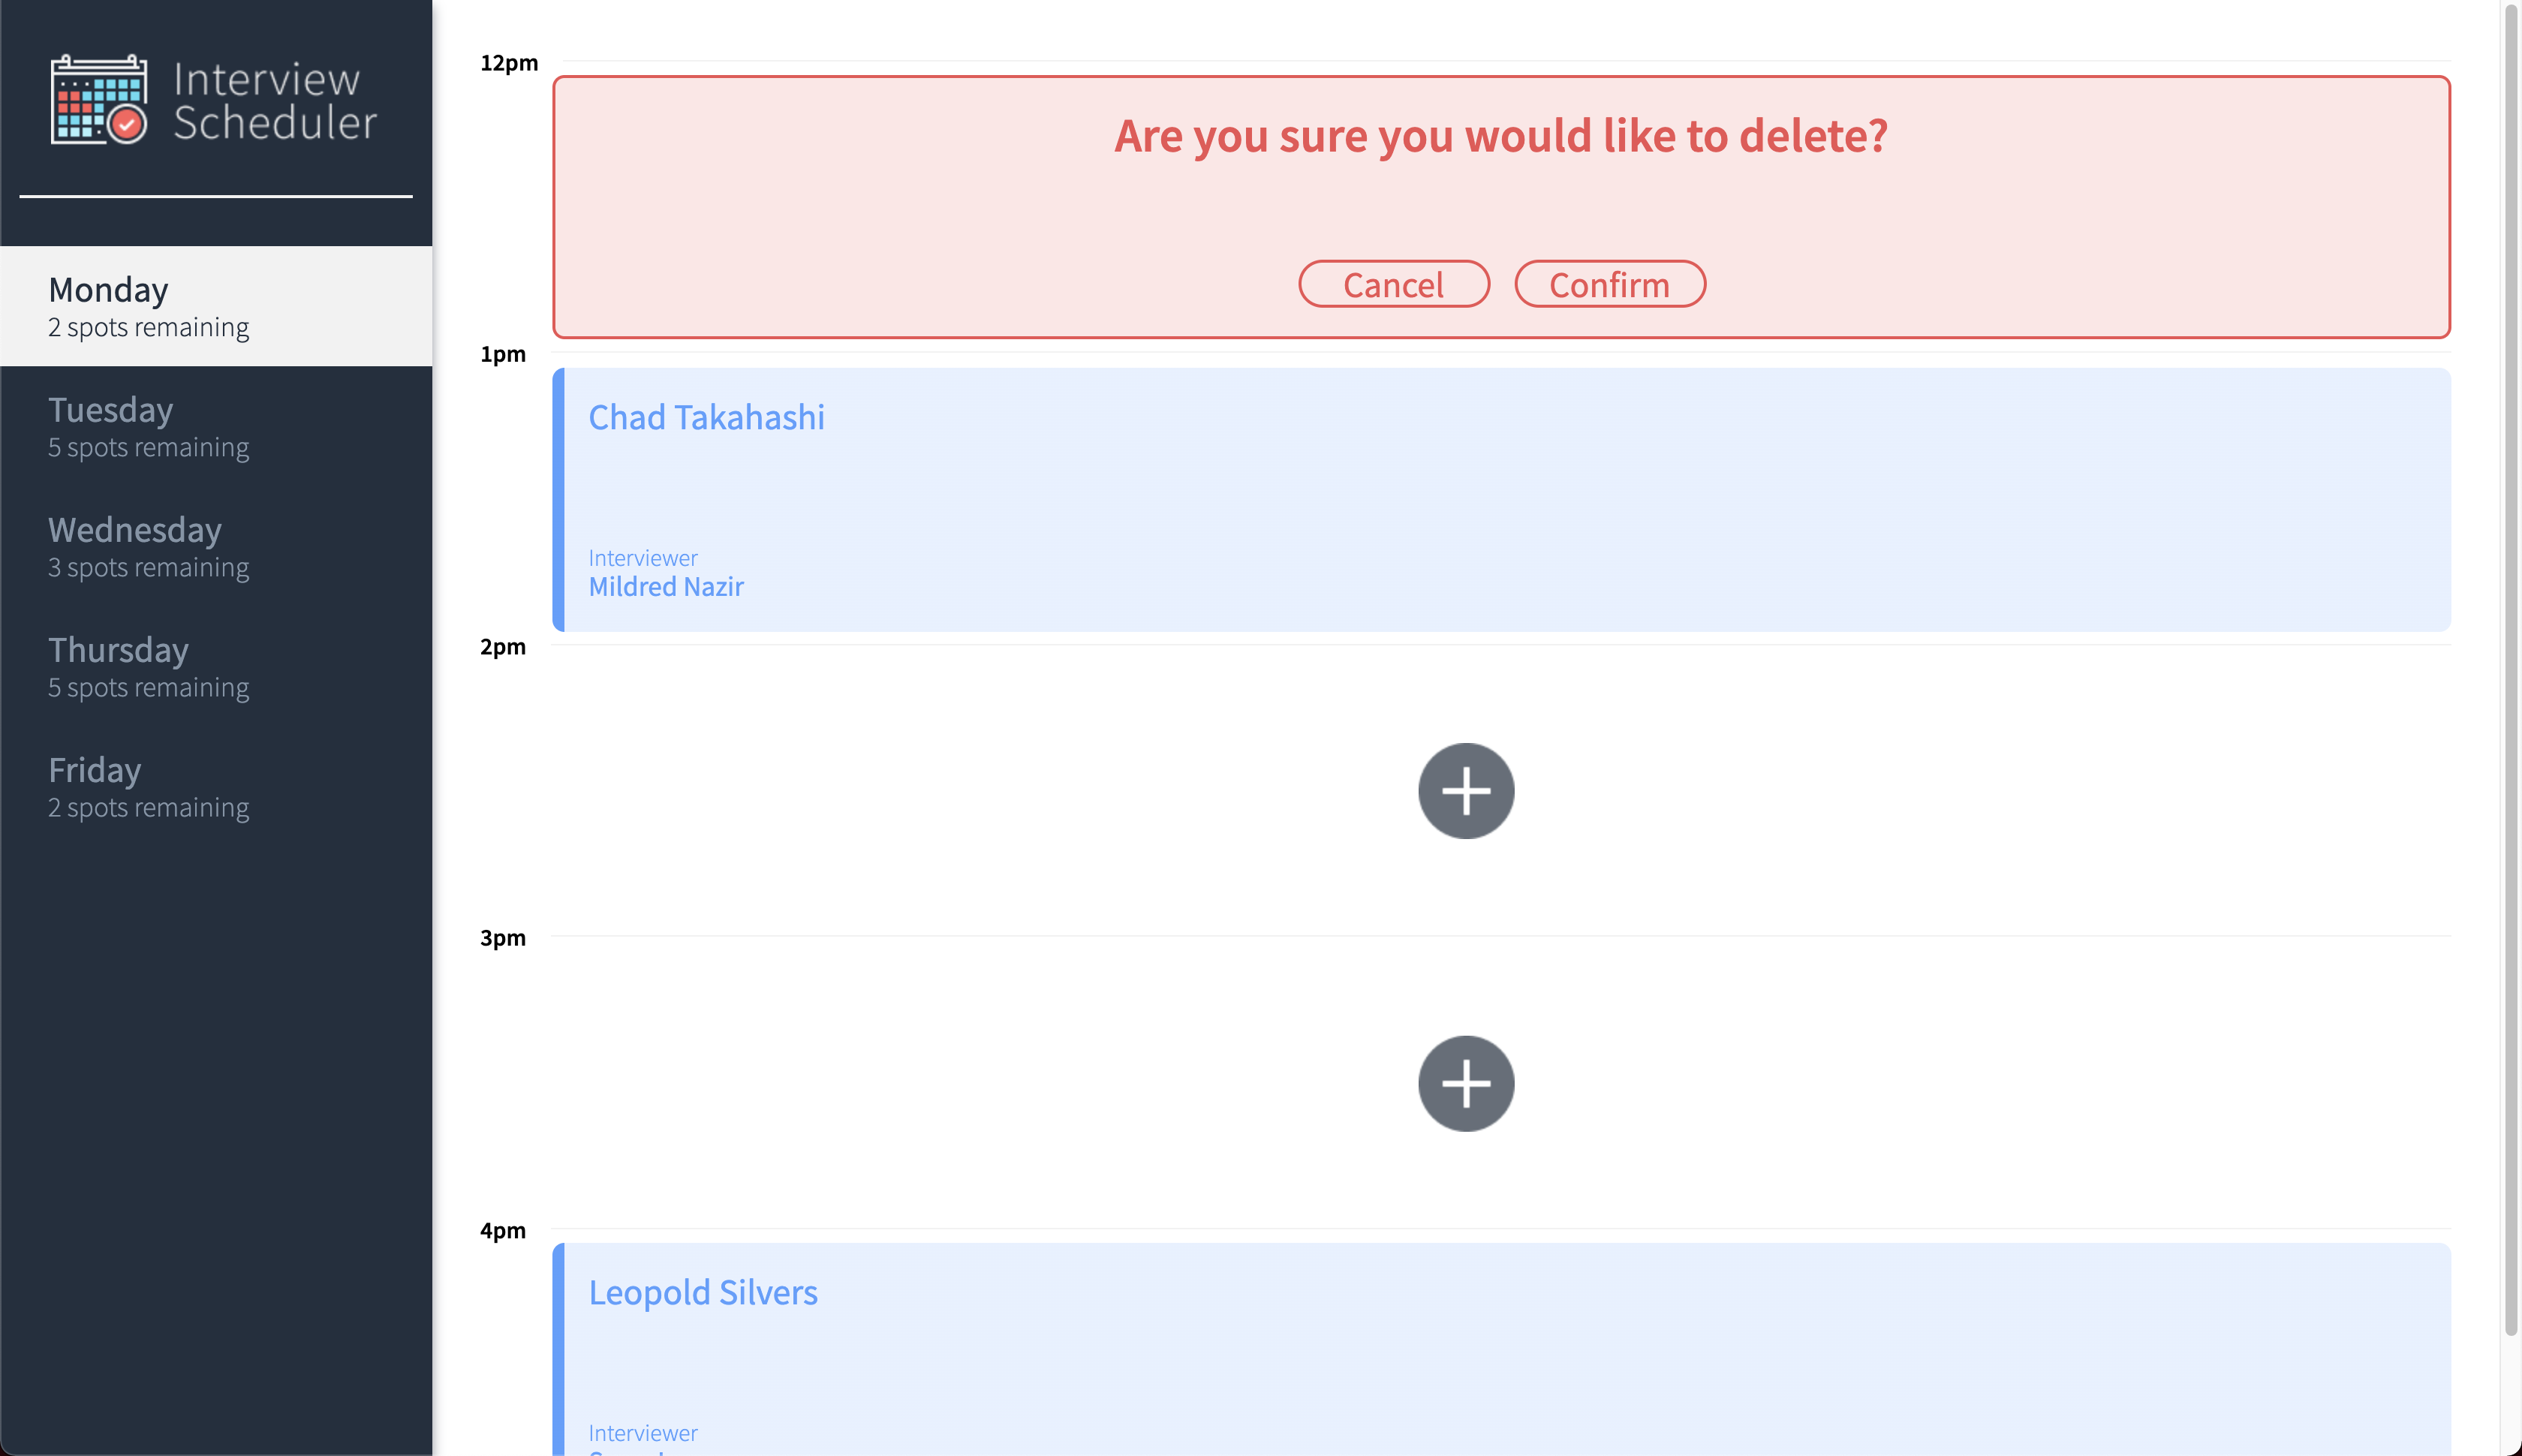 Interview
Scheduler
Monday
2 spots remaining
Tuesday
5 spots remaining
Wednesday
3 spots remaining
Thursday
5 spots remaining
Friday
2 spots remaining
12pm
Are you sure you would like to delete?
Cancel
Confirm
1pm
Chad Takahashi
Interviewer
Mildred Nazir
2pm
3pm
4pm
Leopold Silvers
Interviewer